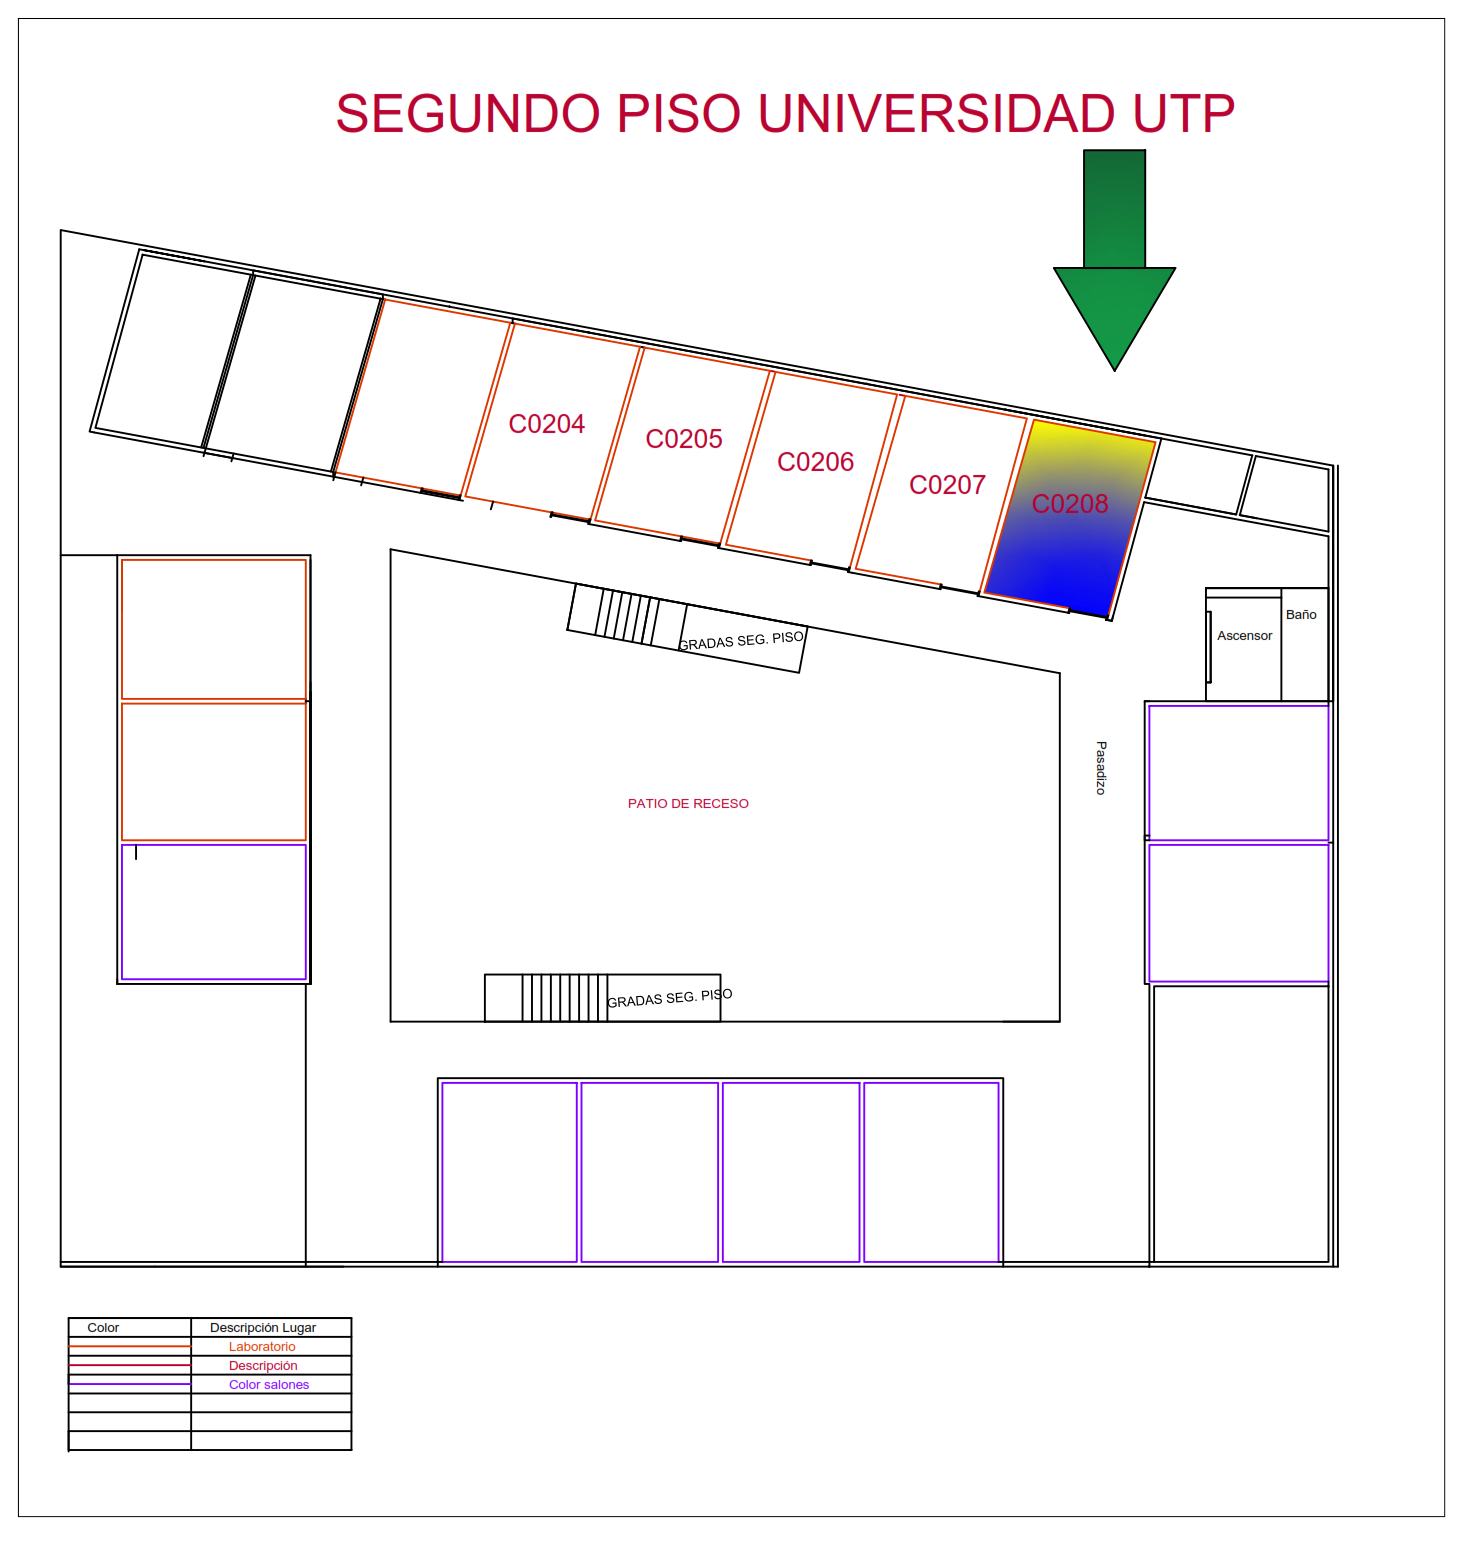 SEGUNDO PISO UNIVERSIDAD UTP
C0204
C0205
C0206
C0207
C0208
GRADAS SEG. PISO
Ascensor
Baño
Pasadizo
PATIO DE RECESO
GRADAS SEG. PISO
Color Descripción Lugar
Laboratorio
Descripción
Color salones